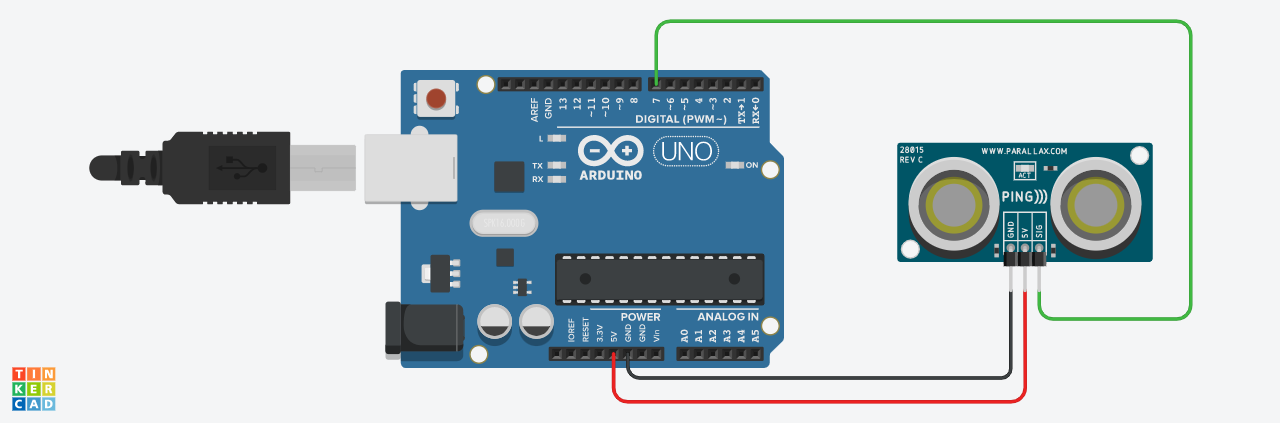 AREF
GND
13
12
~11
~10
~9
8
7
~6
~5
4
~3
2
TX→1
RX←0
DIGITAL (PWM~)
L
TX
RX
ARDUINO
UNO
ON
28015
REV C
WWW.PARALLAX.COM
ACT
PING)))
GND
5V
SIG
POWER
ANALOG IN
IOREF
RESET
3.3V
5V
GND
GND
Vin
A0
A1
A2
A3
A4
A5
TIN
KER
CAD